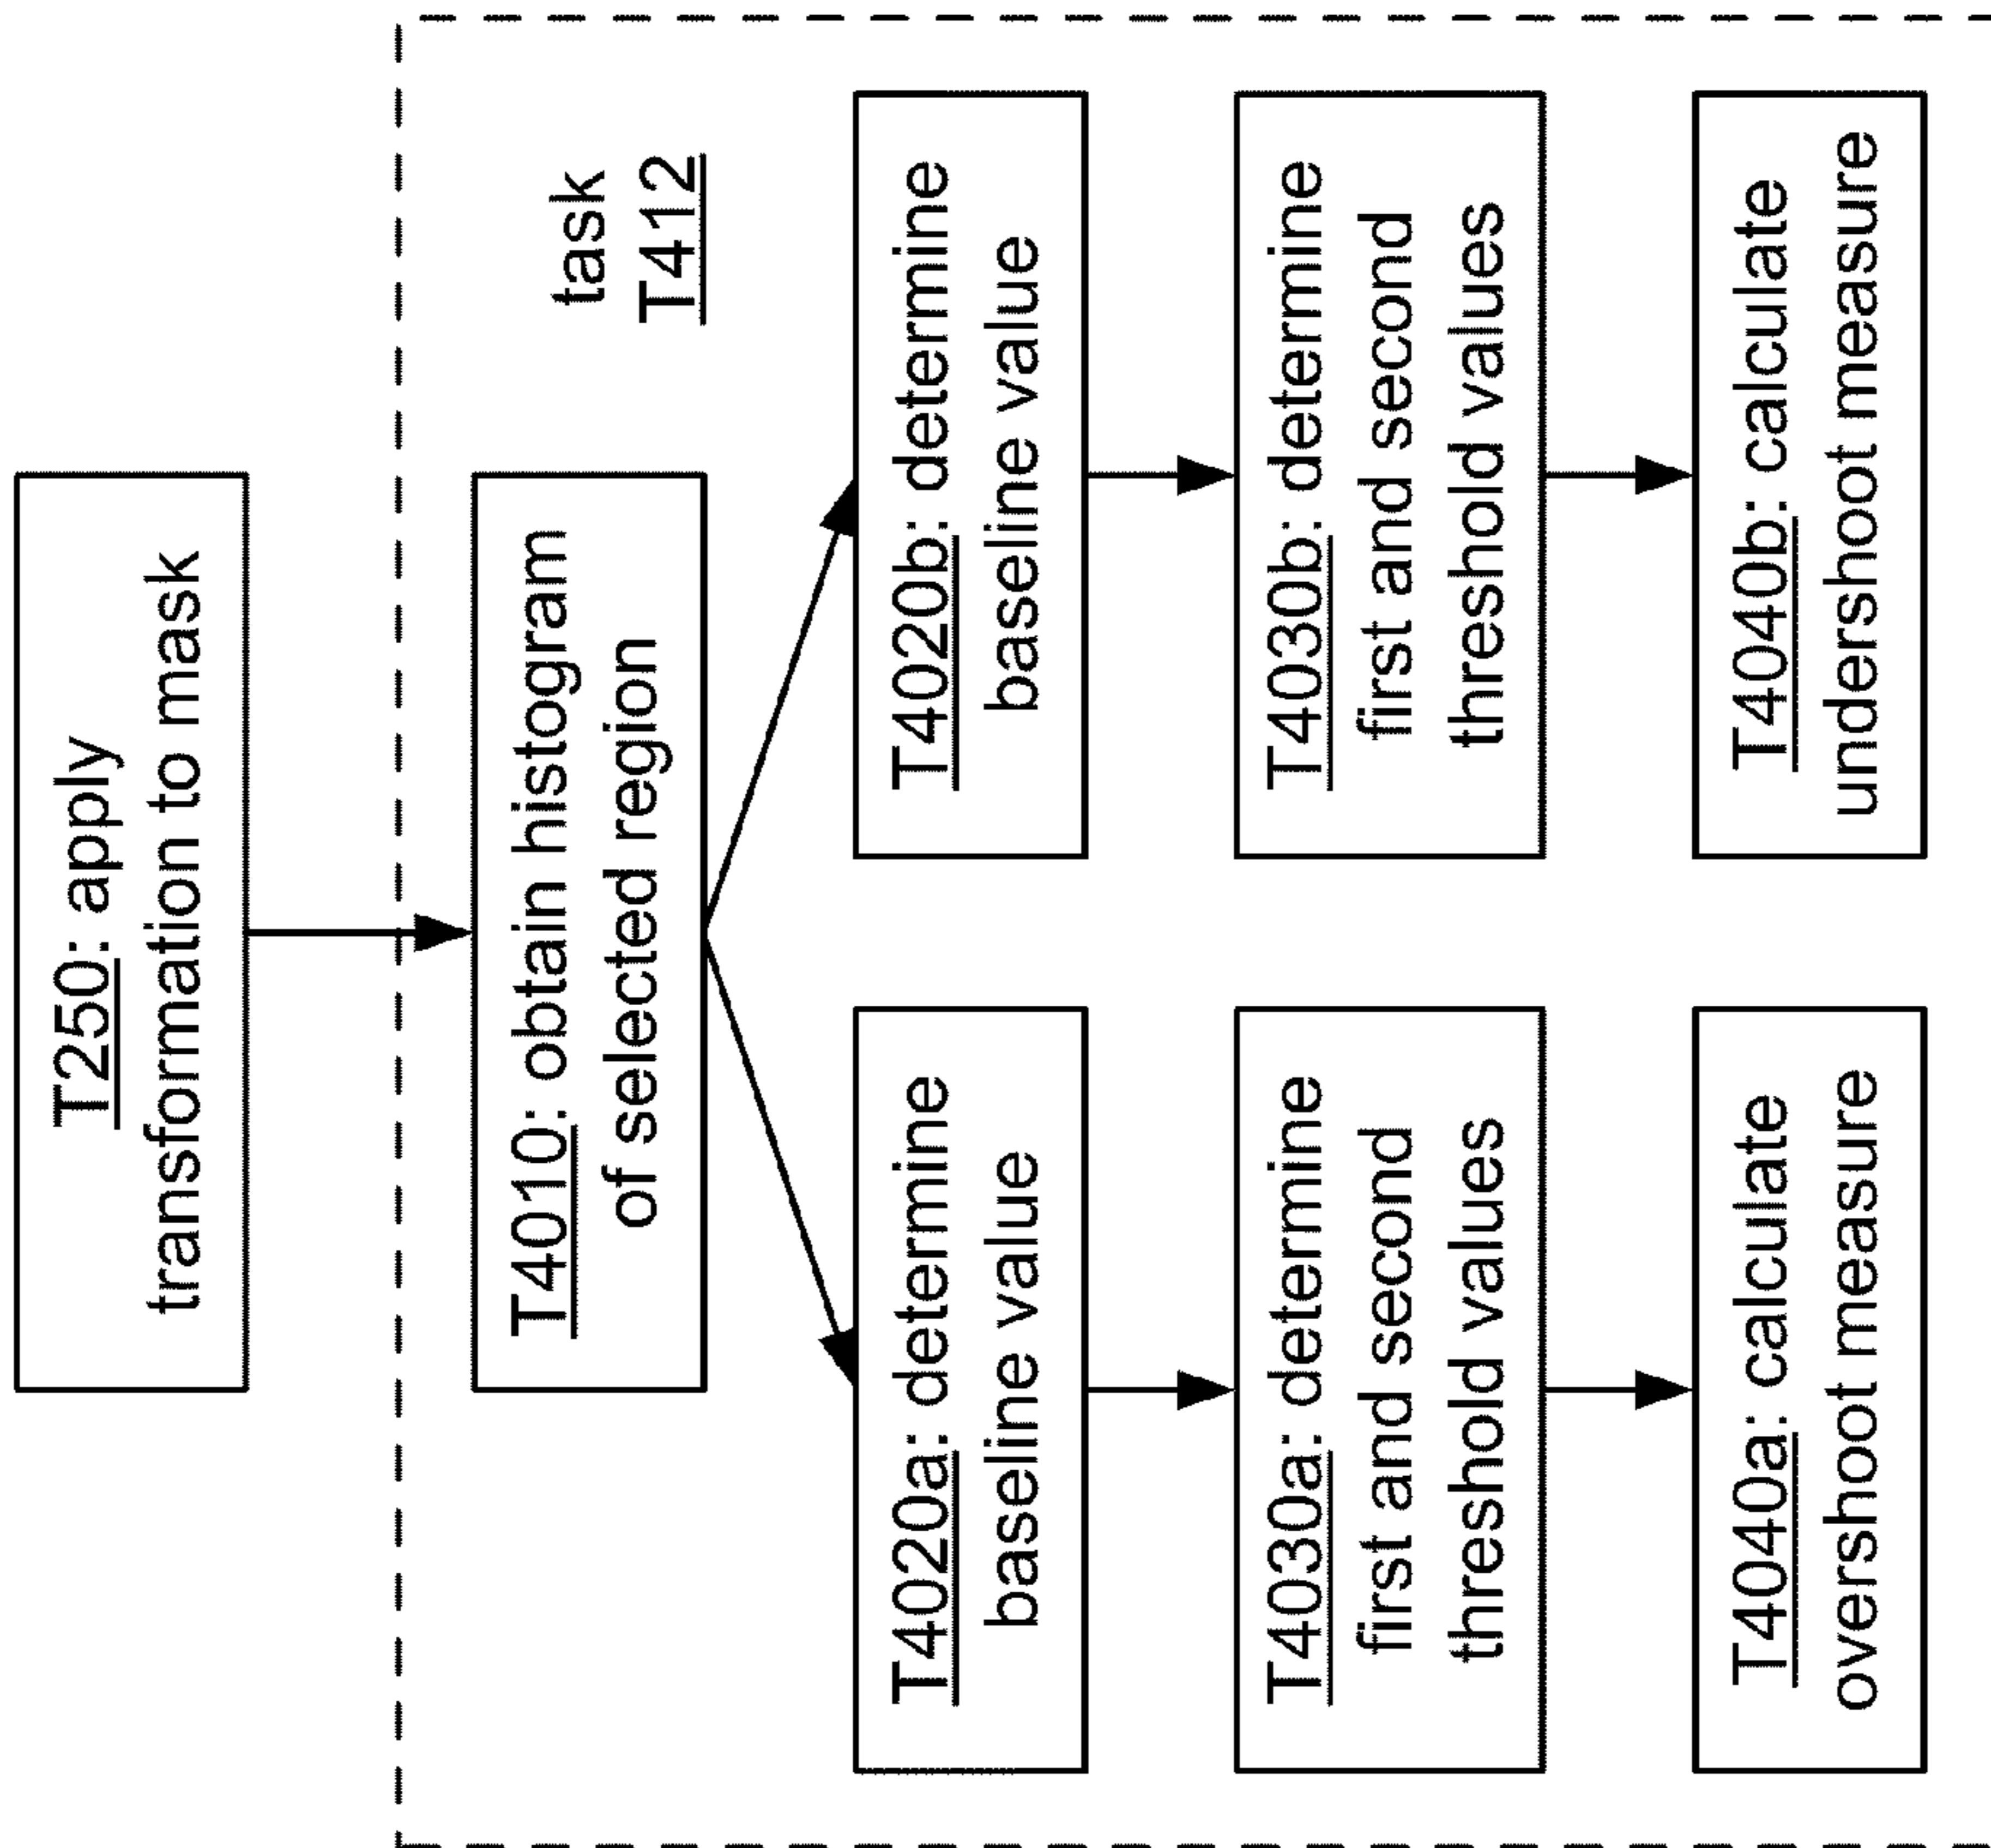 T250: apply
transformation to mask
task
T412
T4010: obtain histogram
of selected region
T4020a: determine
baseline value
T4020b: determine
baseline value
T4030a: determine
first and second
threshold values
T4030b: determine
first and second
threshold values
T4040a: calculate
overshoot measure
T4040b: calculate
undershoot measure